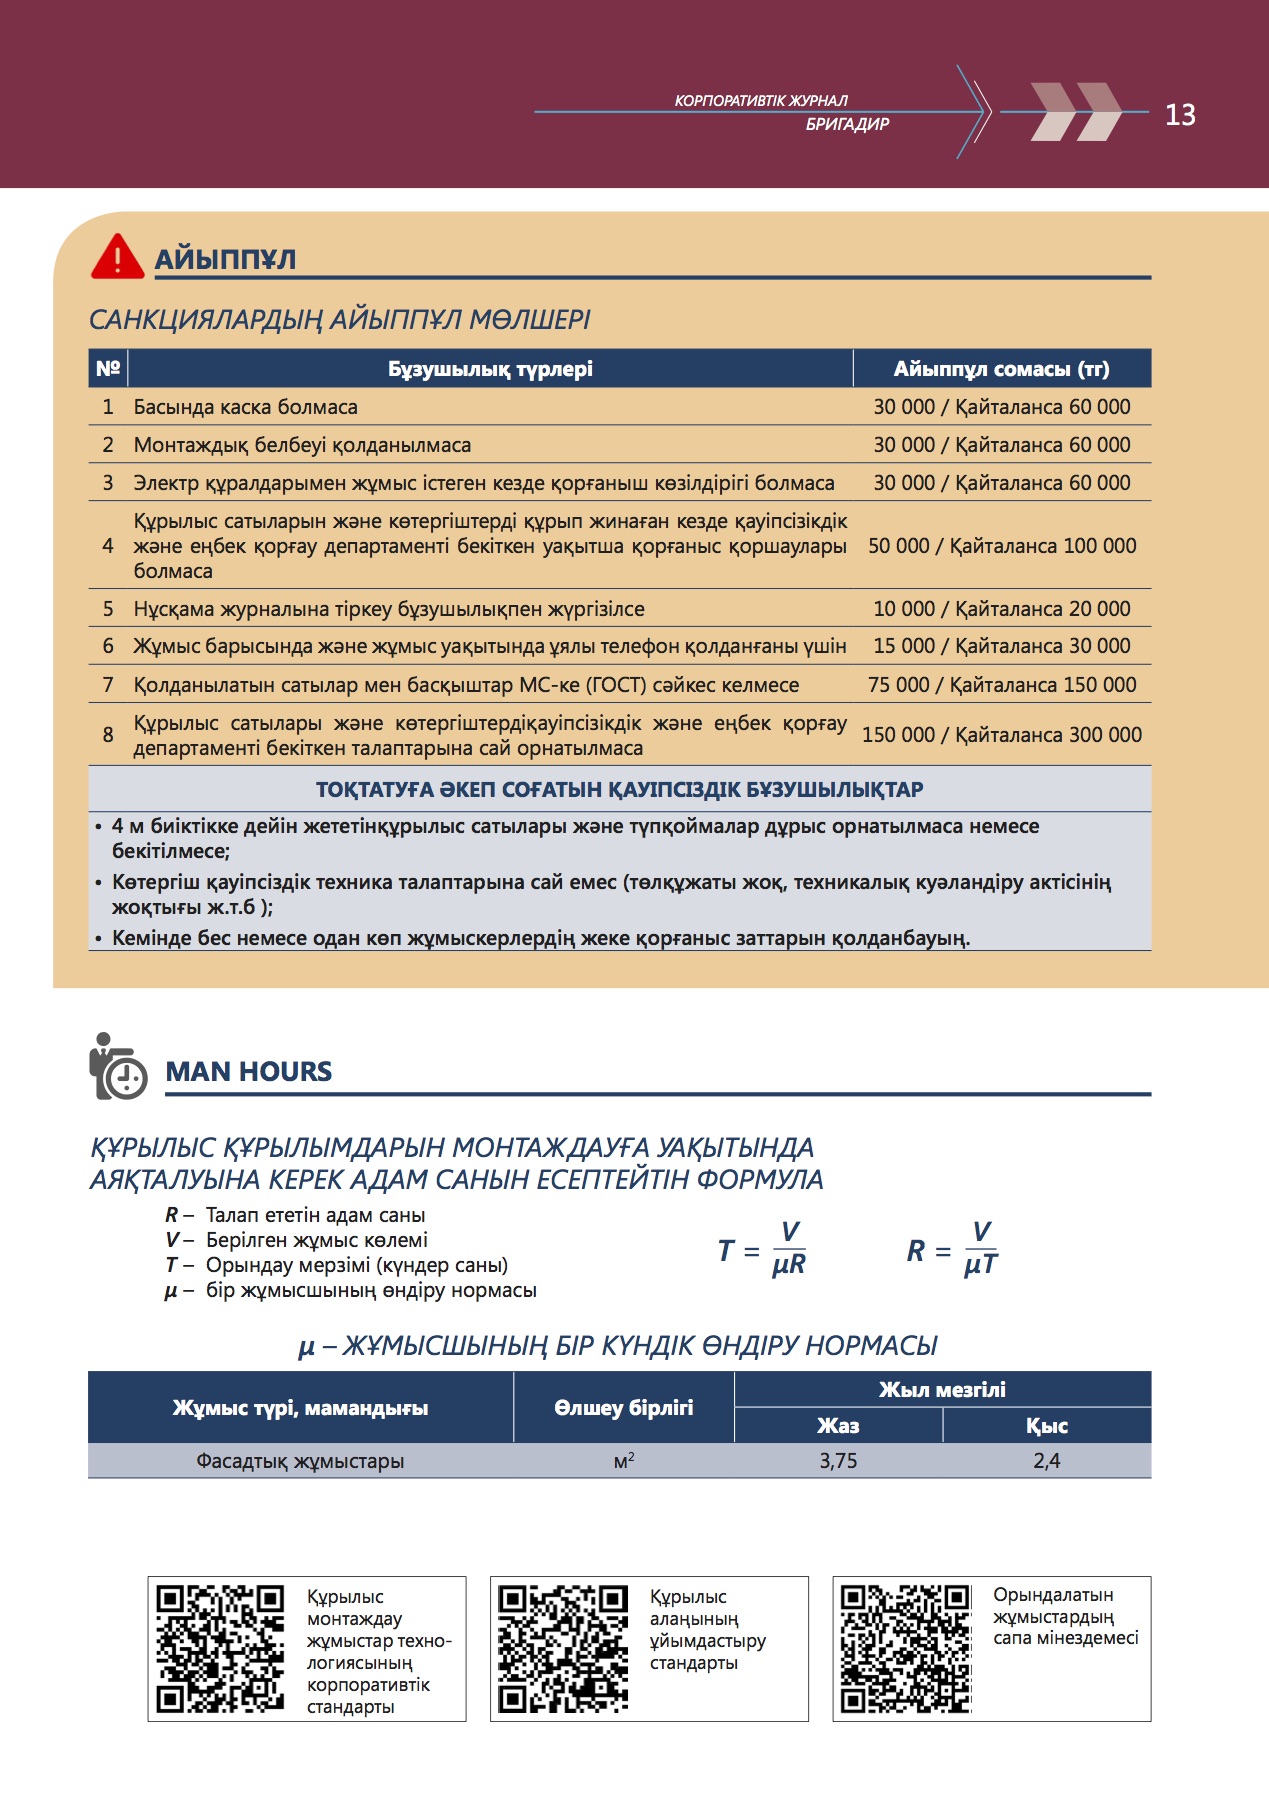 КОРПОРАТИВТІК ЖУРНАЛ
БРИГАДИР
13
АЙЫППҰЛ
САНКЦИЯЛАРДЫҢ АЙЫППҰЛ МӨЛШЕРІ
№ Бұзушылық түрлері Айыппұл сомасы (тг)
1 Басында каска болмаса 30 000 / Қайталанса 60 000
2 Монтаждық белбеуі қолданылмаса 30 000 / Қайталанса 60 000
3 Электр құралдарымен жұмыс істеген кезде қорғаныш көзілдірігі болмаса 30 000 / Қайталанса 60 000
Құрылыс сатыларын және көтергіштерді құрып жинаған кезде қауіпсізікдік
4 және еңбек қорғау департаменті бекіткен уақытша қорғаныс қоршаулары 50 000 / Қайталанса 100 000
болмаса
5 Нұсқама журналына тіркеу бұзушылықпен жүргізілсе 10 000 / Қайталанса 20 000
6 Жұмыс барысында және жұмыс уақытында ұялы телефон қолданғаны үшін 15 000 / Қайталанса 30 000
7 Қолданылатын сатылар мен басқыштар МС-ке (ГОСТ) сәйкес келмесе 75 000 / Қайталанса 150 000
8 Құрылыс сатылары және көтергіштердіқауіпсізікдік және еңбек қорғау 150 000 / Қайталанса 300 000
департаменті бекіткен талаптарына сай орнатылмаса
ТОҚТАТУҒА ӘКЕП СОҒАТЫН ҚАУІПСІЗДІК БҰЗУШЫЛЫҚТАР
• 4 м биіктікке дейін жететінқұрылыс сатылары және түпқоймалар дұрыс орнатылмаса немесе
бекітілмесе;
• Көтергіш қауіпсіздік техника талаптарына сай емес (төлқұжаты жоқ, техникалық куәландіру актісінің
жоқтығы ж.т.б );
• Кемінде бес немесе одан көп жұмыскерлердің жеке қорғаныс заттарын қолданбауың.
MAN HOURS
ҚҰРЫЛЫС ҚҰРЫЛЫМДАРЫН МОНТАЖДАУҒА УАҚЫТЫНДА
АЯҚТАЛУЫНА КЕРЕК АДАМ САНЫН ЕСЕПТЕЙТІН ФОРМУЛА
R – Талап ететін адам саны
V – Берілген жұмыс көлемі
T – Орындау мерзімі (күндер саны)
μ – бір жұмысшының өндіру нормасы
T = V / μR R = V / μT
μ – ЖҰМЫСШЫНЫҢ БІР КҮНДІК ӨНДІРУ НОРМАСЫ
Жұмыс түрі, мамандығы Өлшеу бірлігі Жыл мезгілі
Жаз Қыс
Фасадтық жұмыстары м² 3,75 2,4
Құрылыс
монтаждау
жұмыстар техно-
логиясының
корпоративтік
стандарты
Құрылыс
алаңының
ұйымдастыру
стандарты
Орындалатын
жұмыстардың
сапа мінездемесі